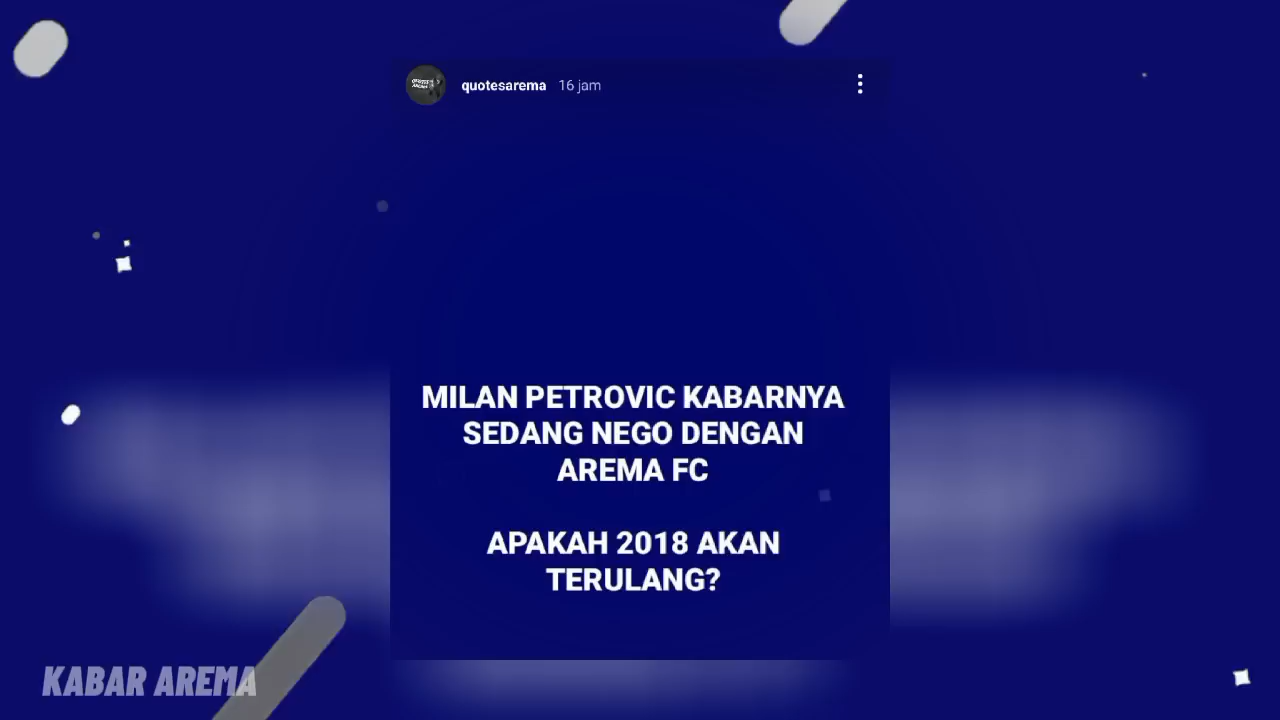 quotesarema 16 jam
MILAN PETROVIC KABARNYA
SEDANG NEGO DENGAN
AREMA FC
APAKAH 2018 AKAN
TERULANG?
KABAR AREMA